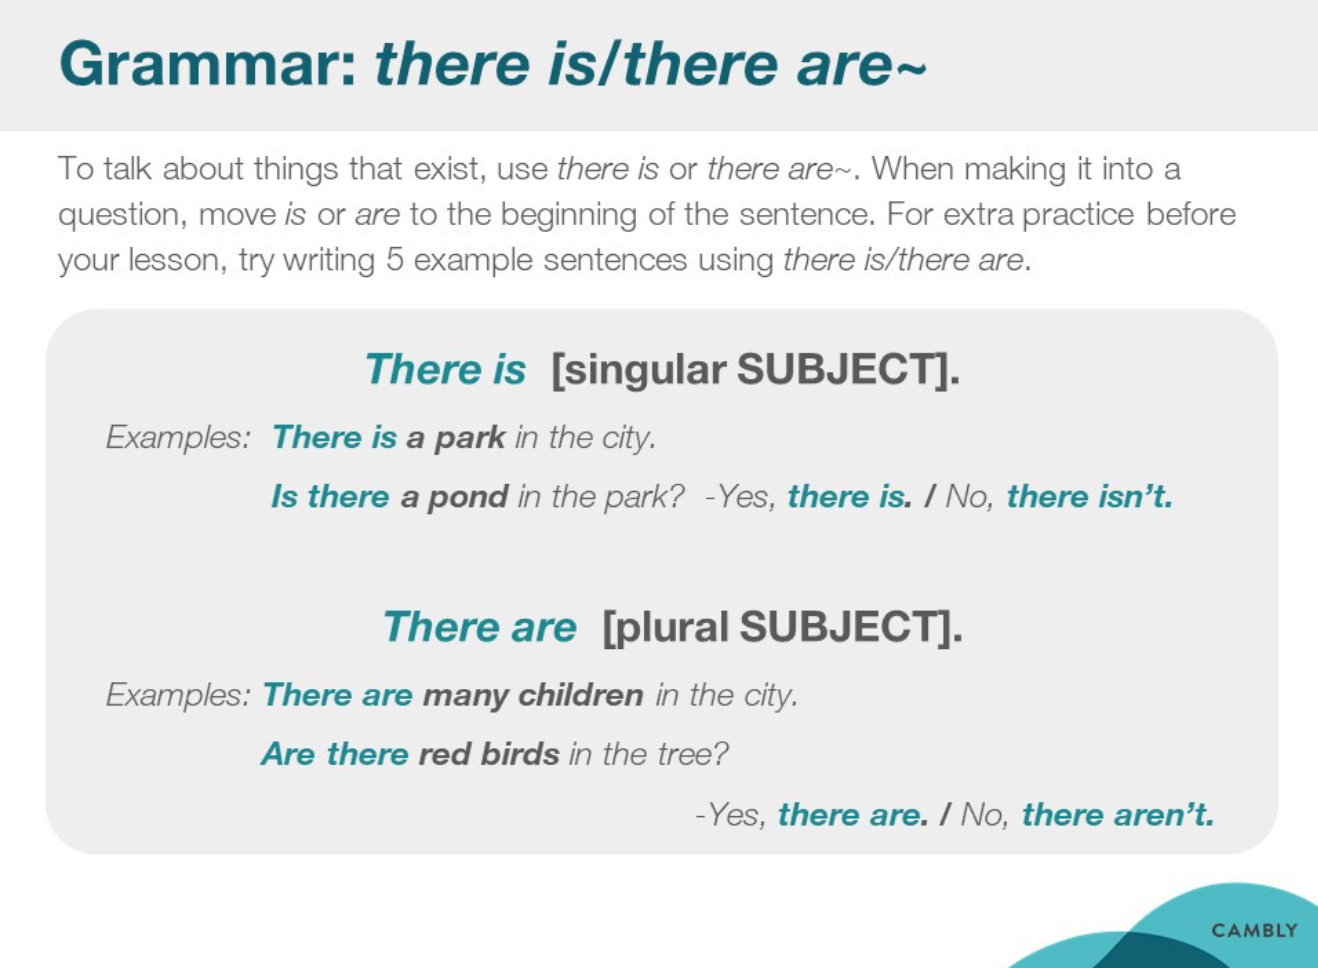 Grammar: there is/there are~
To talk about things that exist, use there is or there are~. When making it into a
question, move is or are to the beginning of the sentence. For extra practice before
your lesson, try writing 5 example sentences using there is/there are.
There is [singular SUBJECT].
Examples: There is a park in the city.
Is there a pond in the park? -Yes, there is. / No, there isn't.
There are [plural SUBJECT].
Examples: There are many children in the city.
Are there red birds in the tree?
-Yes, there are. / No, there aren't.
CAMBLY